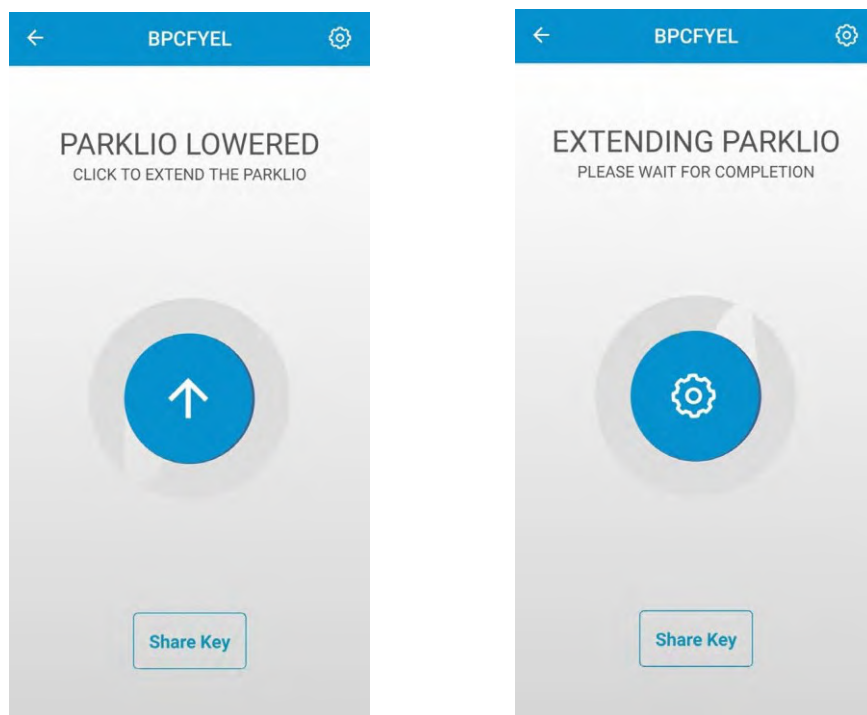 BPCFYEL
PARKLIO LOWERED
CLICK TO EXTEND THE PARKLIO
Share Key
BPCFYEL
EXTENDING PARKLIO
PLEASE WAIT FOR COMPLETION
Share Key